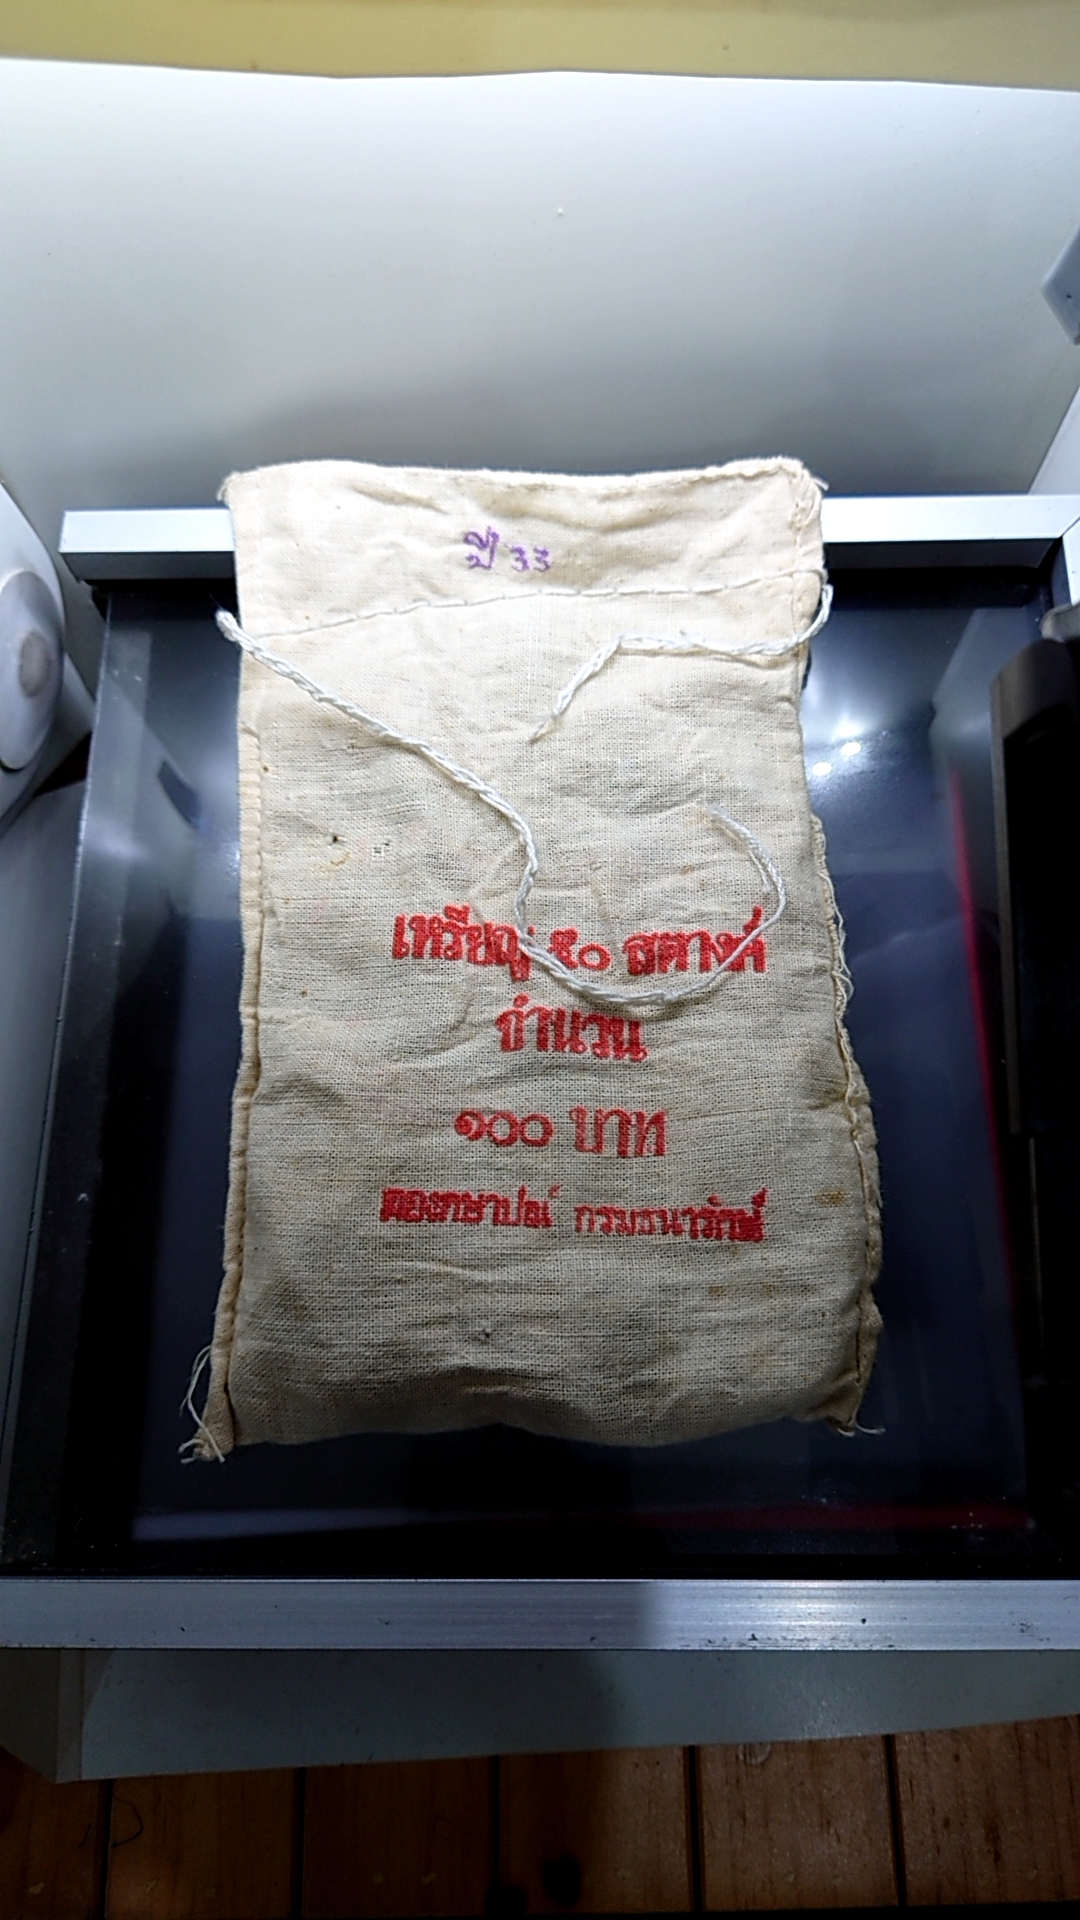 ปี 33
เหรียญ ๕๐ สตางค์
จำนวน
๑๐๐ บาท
กองกษาปณ์ กรมธนารักษ์